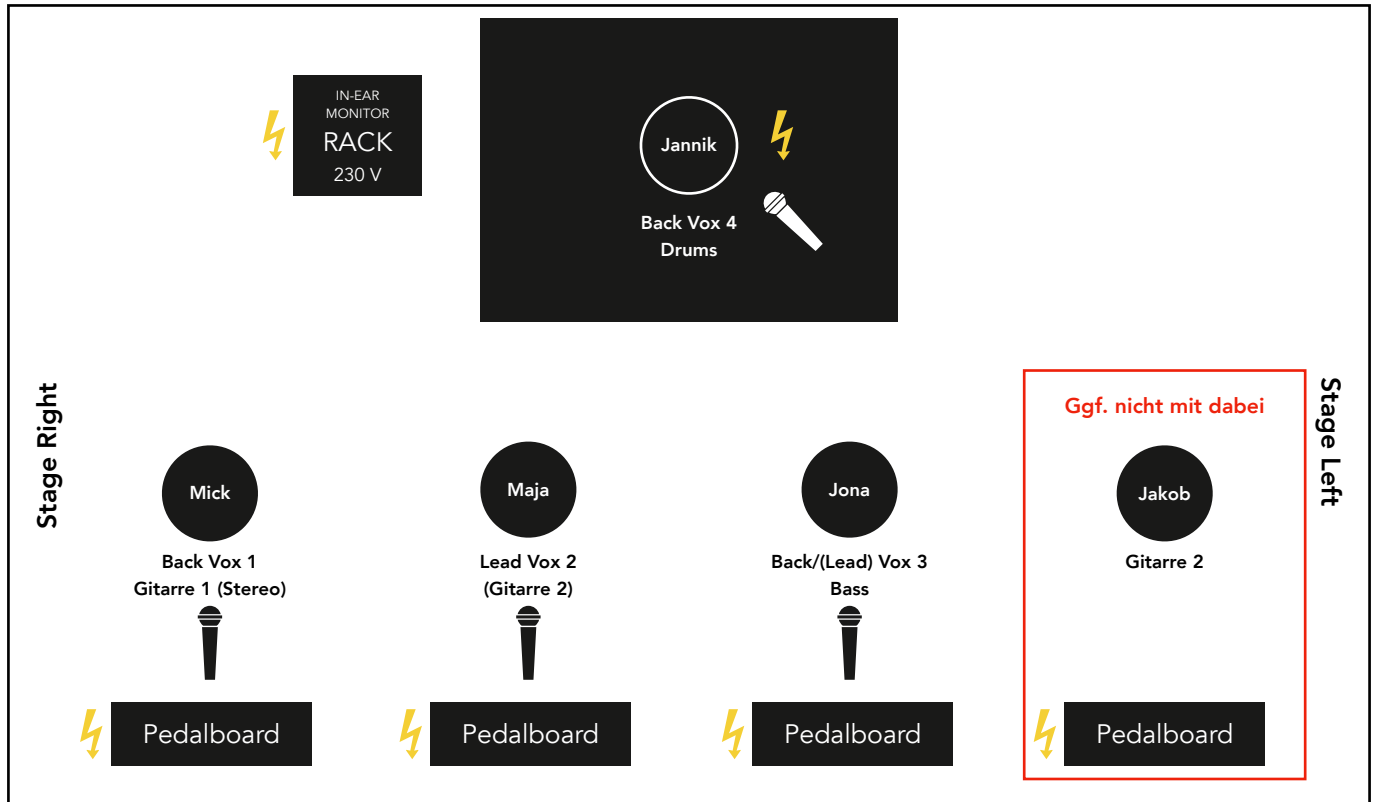 IN-EAR
MONITOR
RACK
230 V
Jannik
Back Vox 4
Drums
Stage Right
Stage Left
Mick
Back Vox 1
Gitarre 1 (Stereo)
Pedalboard
Maja
Lead Vox 2
(Gitarre 2)
Pedalboard
Jona
Back/(Lead) Vox 3
Bass
Pedalboard
Ggf. nicht mit dabei
Jakob
Gitarre 2
Pedalboard